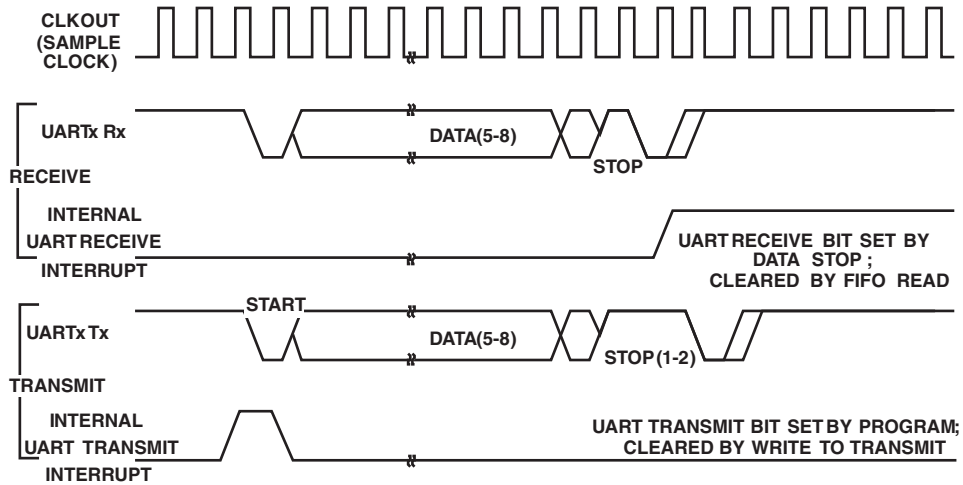 CLKOUT
(SAMPLE
CLOCK)
UARTx Rx
DATA(5-8)
STOP
RECEIVE
INTERNAL
UART RECEIVE
INTERRUPT
UART RECEIVE BIT SET BY
DATA STOP ;
CLEARED BY FIFO READ
START
UARTx Tx
DATA(5-8)
STOP (1-2)
TRANSMIT
INTERNAL
UART TRANSMIT
INTERRUPT
UART TRANSMIT BIT SET BY PROGRAM;
CLEARED BY WRITE TO TRANSMIT